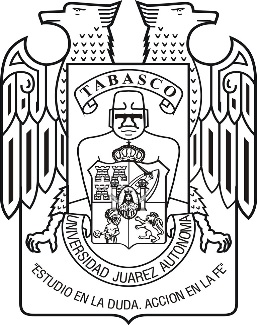 TABASCO
UNIVERSIDAD JUAREZ AUTONOMA
"ESTUDIO EN LA DUDA. ACCION EN LA FE"